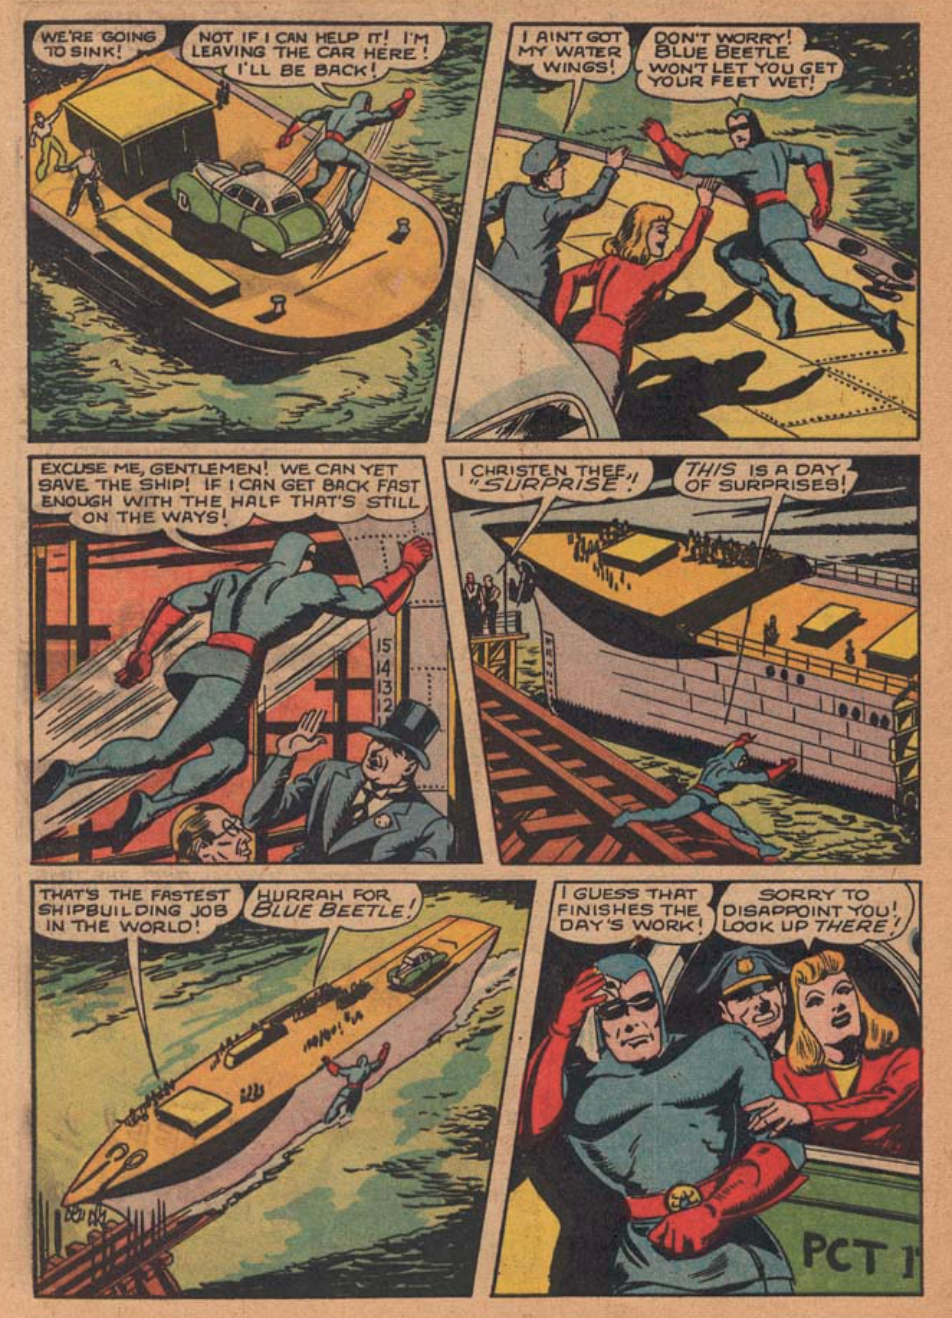 WE'RE GOING
TO SINK!
NOT IF I CAN HELP IT! I'M
LEAVING THE CAR HERE!
I'LL BE BACK!
I AIN'T GOT
MY WATER
WINGS!
DON'T WORRY!
BLUE BEETLE
WON'T LET YOU GET
YOUR FEET WET!
EXCUSE ME, GENTLEMEN! WE CAN YET
SAVE THE SHIP! IF I CAN GET BACK FAST
ENOUGH WITH THE HALF THAT'S STILL
ON THE WAYS!
15
14
13
12
I CHRISTEN THEE,
"SURPRISE"!
THIS IS A DAY
OF SURPRISES!
THAT'S THE FASTEST
SHIPBUILDING JOB
IN THE WORLD!
HURRAH FOR
BLUE BEETLE!
I GUESS THAT
FINISHES THE
DAY'S WORK!
SORRY TO
DISAPPOINT YOU!
LOOK UP THERE!
PCT 1